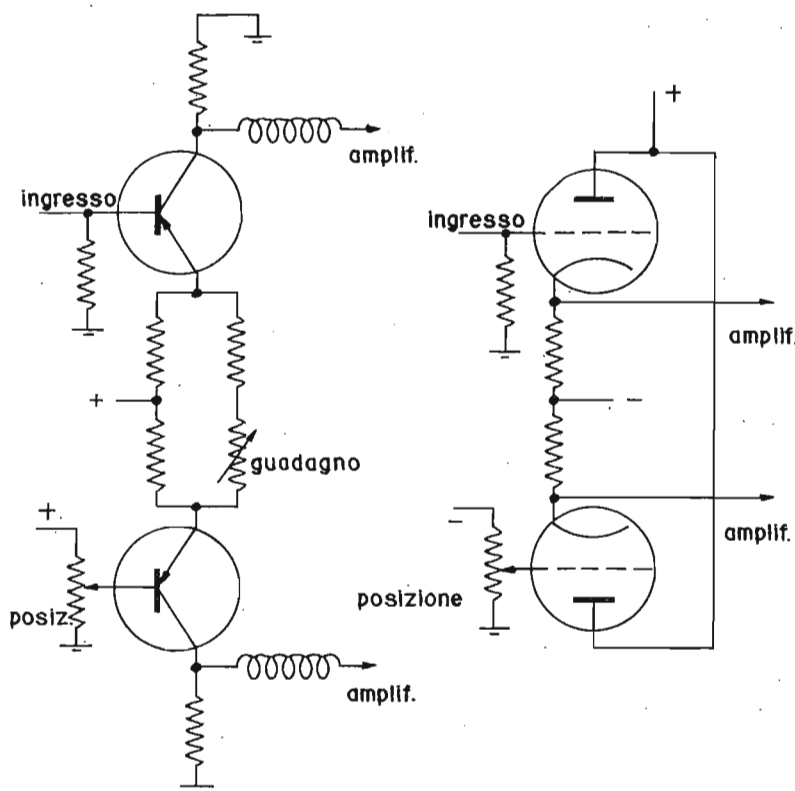 amplif.
ingresso
+
guadagno
+
posiz.
amplif.
+
ingresso
amplif.
-
amplif.
-
posizione